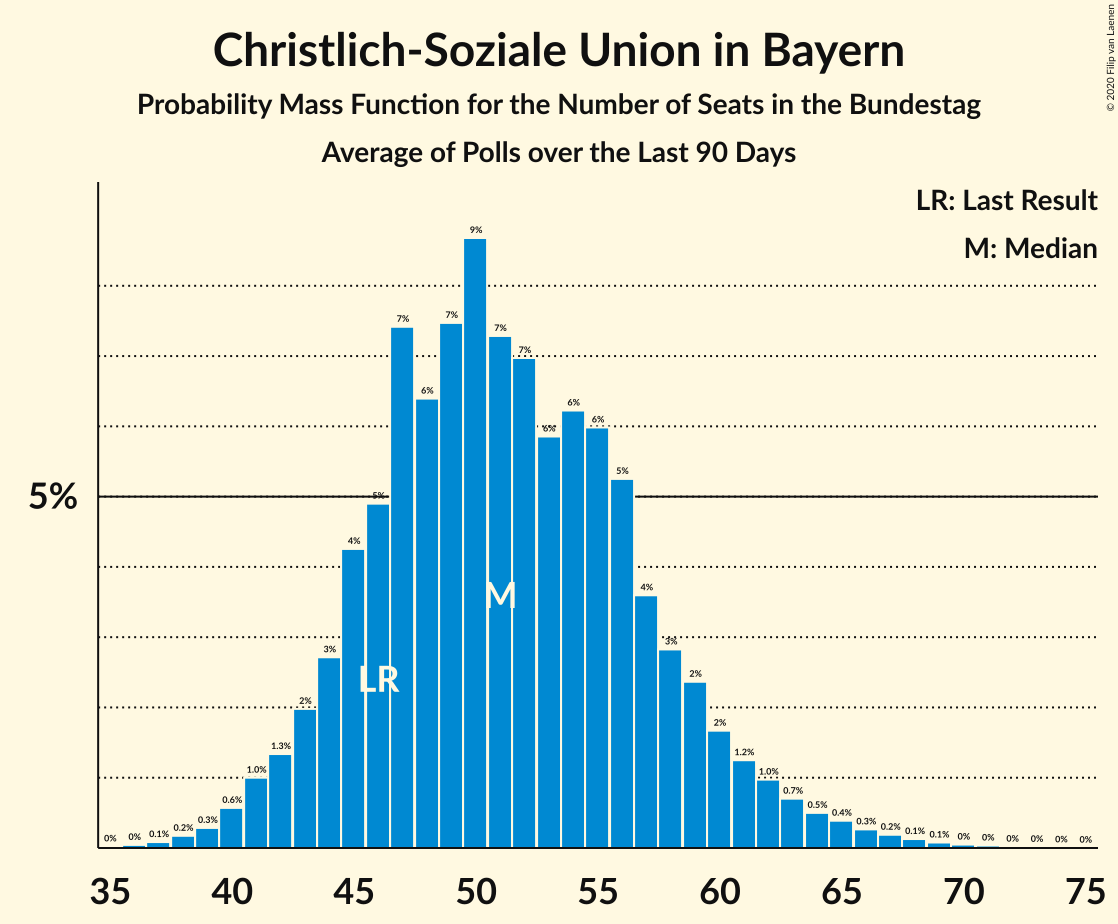 Christlich-Soziale Union in Bayern
Probability Mass Function for the Number of Seats in the Bundestag
Average of Polls over the Last 90 Days
© 2020 Filip van Laenen
LR: Last Result
M: Median
5%
0% 0% 0.1% 0.2% 0.3% 0.6% 1.0% 1.3% 2% 3% 4% 5% 7% 6% 7% 9% 7% 7% 6% 6% 6% 5% 4% 3% 2% 2% 1.2% 1.0% 0.7% 0.5% 0.4% 0.3% 0.2% 0.1% 0.1% 0% 0% 0% 0% 0% 0%
M
LR
35 40 45 50 55 60 65 70 75